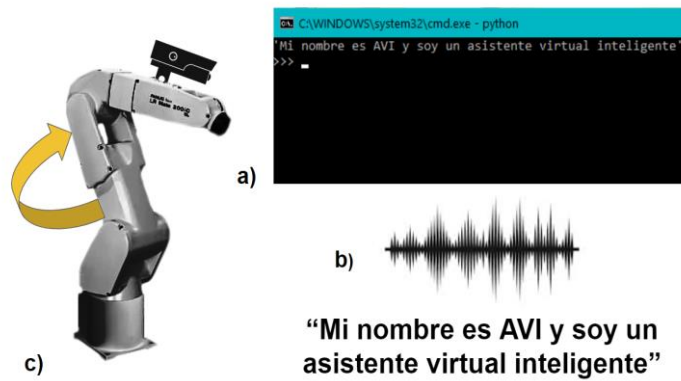 C:\WINDOWS\system32\cmd.exe - python
'Mi nombre es AVI y soy un asistente virtual inteligente'
>>>
a)
b)
“Mi nombre es AVI y soy un
asistente virtual inteligente”
c)